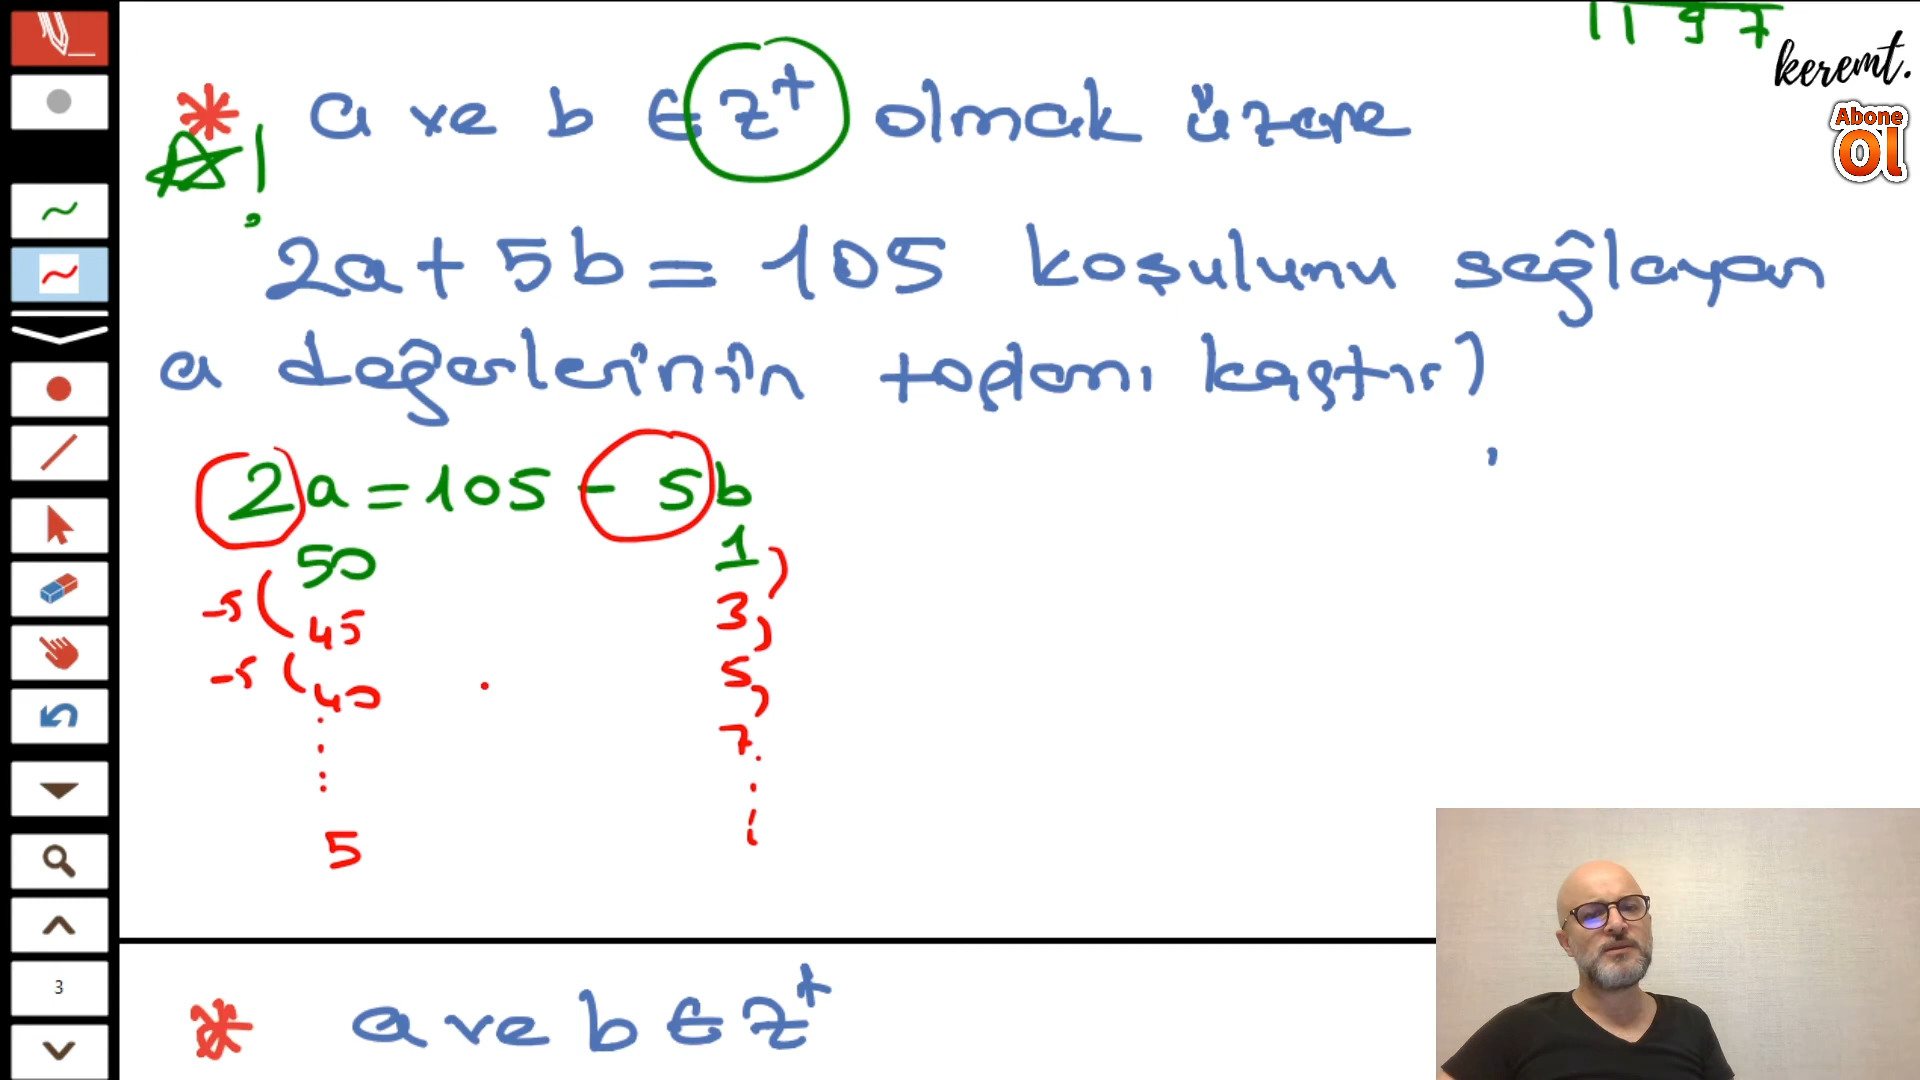 1197
keremt.
Abone Ol
* a ve b ∈ Z⁺ olmak üzere
!
2a + 5b = 105 koşulunu sağlayan
a değerlerinin toplamı kaçtır?
2a = 105 - 5b
50 1
-5 45 3
-5 40 5
7
5
3
* a ve b ∈ Z⁺